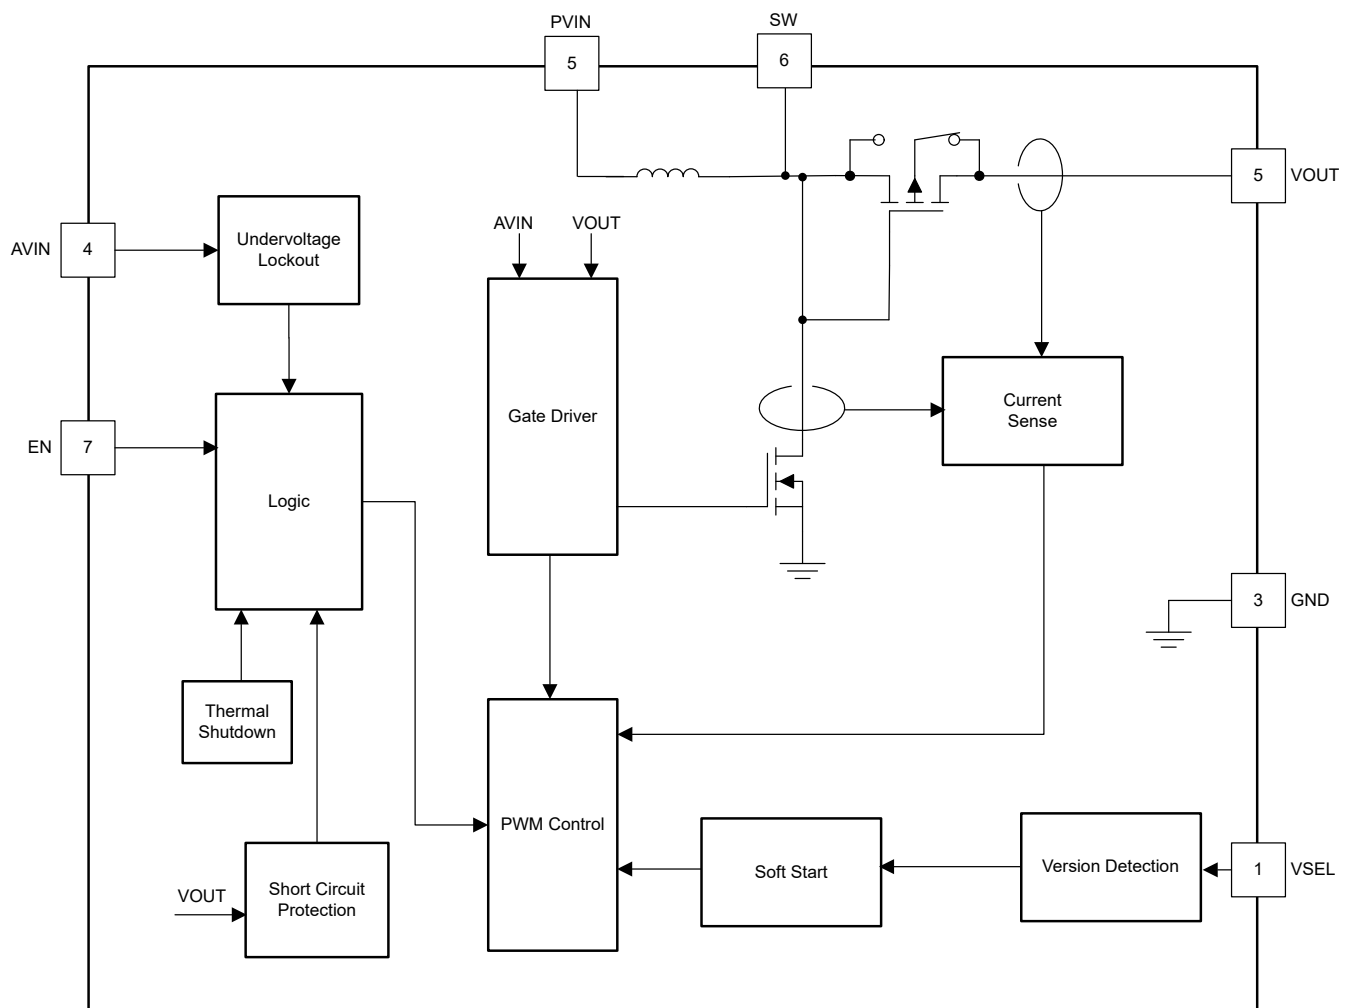 PVIN
SW
5
6
5
VOUT
AVIN
4
Undervoltage
Lockout
AVIN
VOUT
Gate Driver
Current
Sense
EN
7
Logic
3
GND
Thermal
Shutdown
PWM Control
Soft Start
Version Detection
1
VSEL
VOUT
Short Circuit
Protection